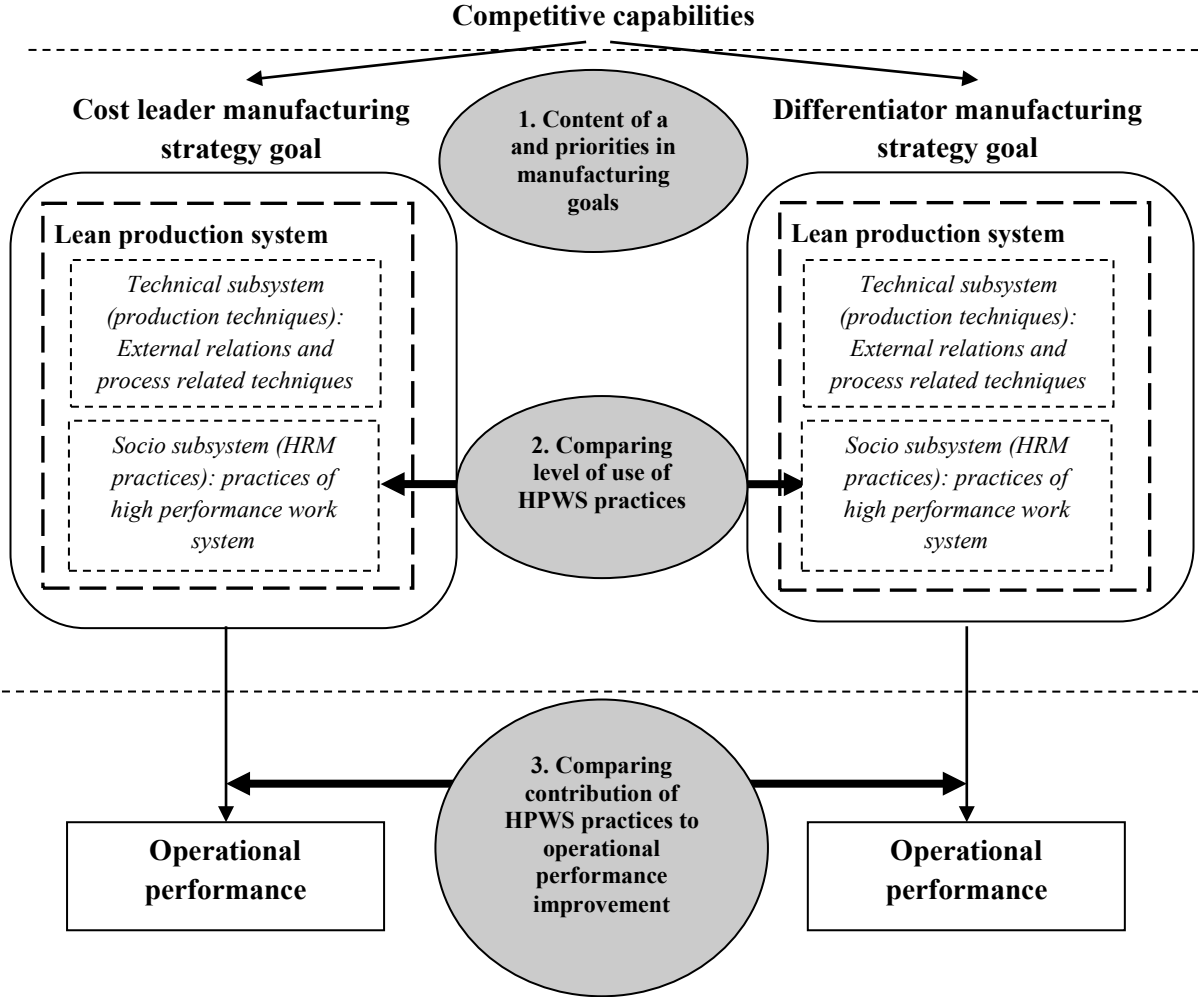 Competitive capabilities
Cost leader manufacturing
strategy goal
1. Content of a
and priorities in
manufacturing
goals
Differentiator manufacturing
strategy goal
Lean production system
Technical subsystem
(production techniques):
External relations and
process related techniques
Socio subsystem (HRM
practices): practices of
high performance work
system
2. Comparing
level of use of
HPWS practices
Lean production system
Technical subsystem
(production techniques):
External relations and
process related techniques
Socio subsystem (HRM
practices): practices of
high performance work
system
3. Comparing
contribution of
HPWS practices to
operational
performance
improvement
Operational
performance
Operational
performance